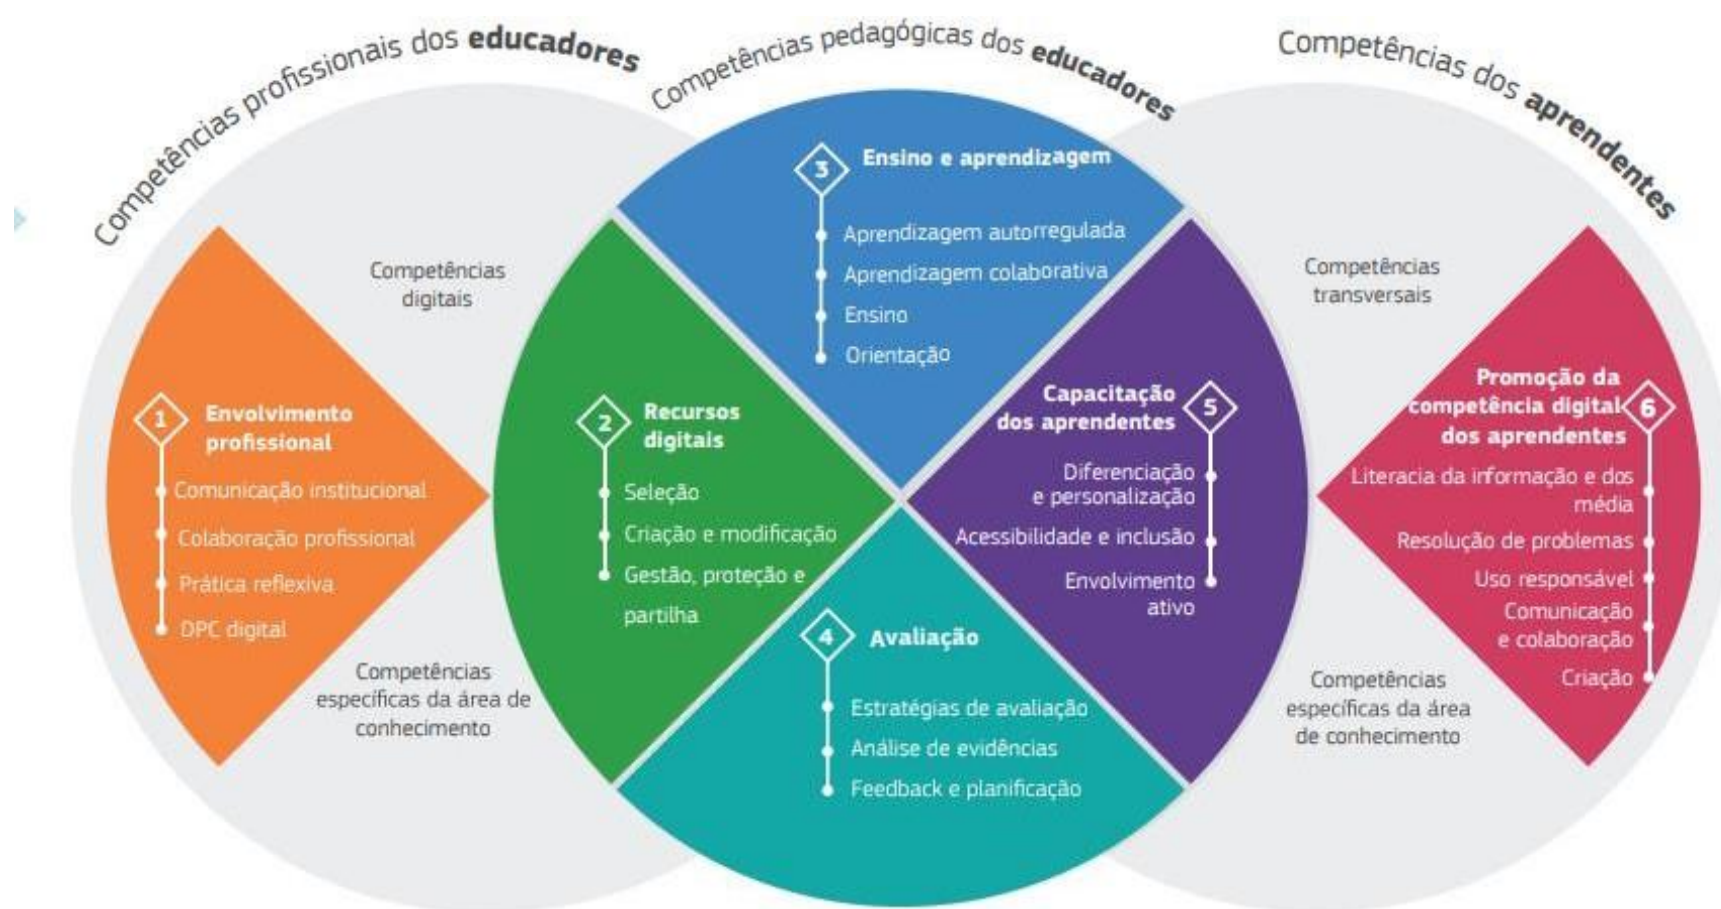 Competências profissionais dos educadores
Competências pedagógicas dos educadores
Competências dos aprendentes
Competências
digitais
1
Envolvimento
profissional
Comunicação institucional
Colaboração profissional
Prática reflexiva
DPC digital
Competências
específicas da área de
conhecimento
2
Recursos
digitais
Seleção
Criação e modificação
Gestão, proteção e
partilha
3
Ensino e aprendizagem
Aprendizagem autorregulada
Aprendizagem colaborativa
Ensino
Orientação
4
Avaliação
Estratégias de avaliação
Análise de evidências
Feedback e planificação
5
Capacitação
dos aprendentes
Diferenciação
e personalização
Acessibilidade e inclusão
Envolvimento
ativo
Competências
transversais
6
Promoção da
competência digital
dos aprendentes
Literacia da informação e dos
média
Resolução de problemas
Uso responsável
Comunicação
e colaboração
Criação
Competências
específicas da área
de conhecimento